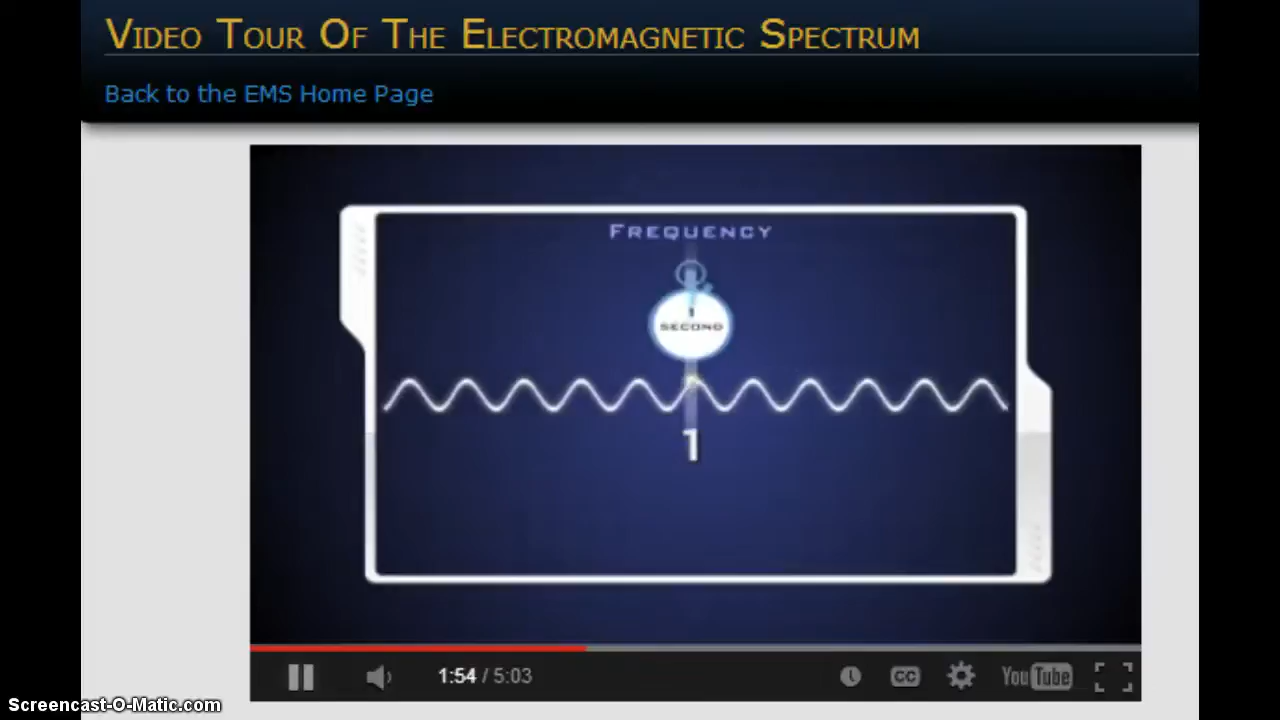 Video Tour Of The Electromagnetic Spectrum
Back to the EMS Home Page
Frequency
1
SECOND
1
1:54 / 5:03
CC
YouTube
Screencast-O-Matic.com